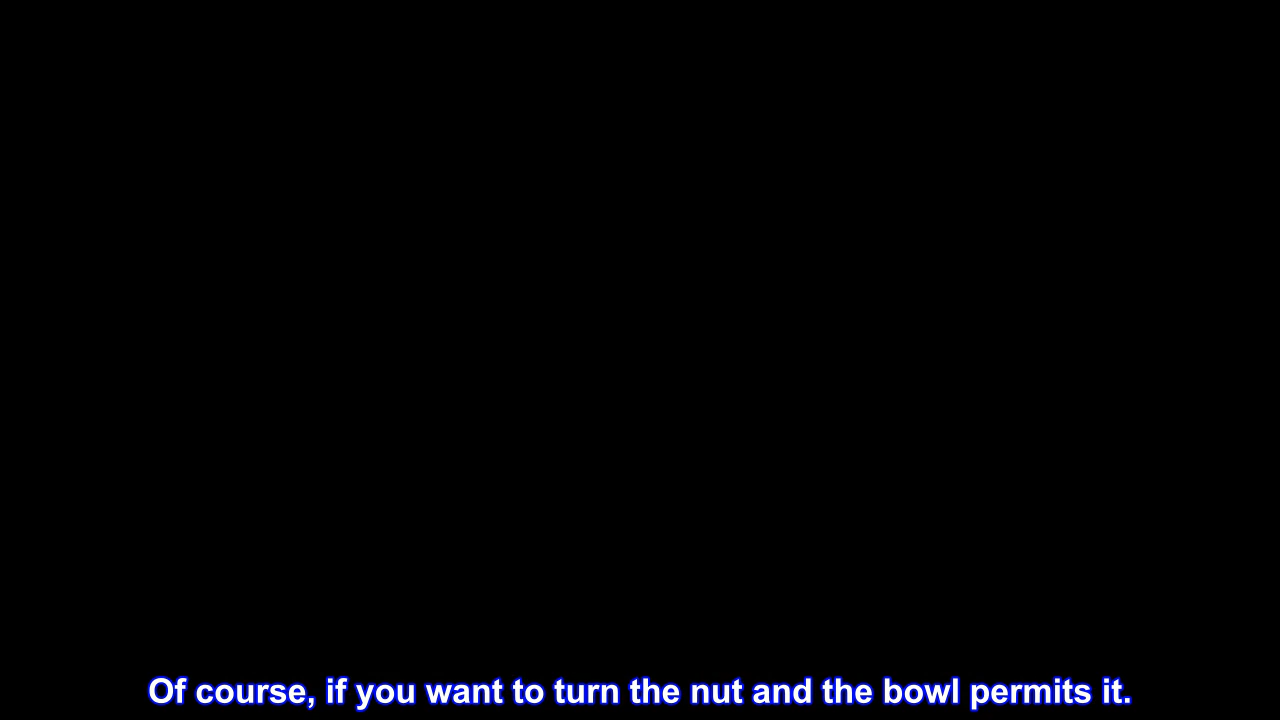 Of course, if you want to turn the nut and the bowl permits it.